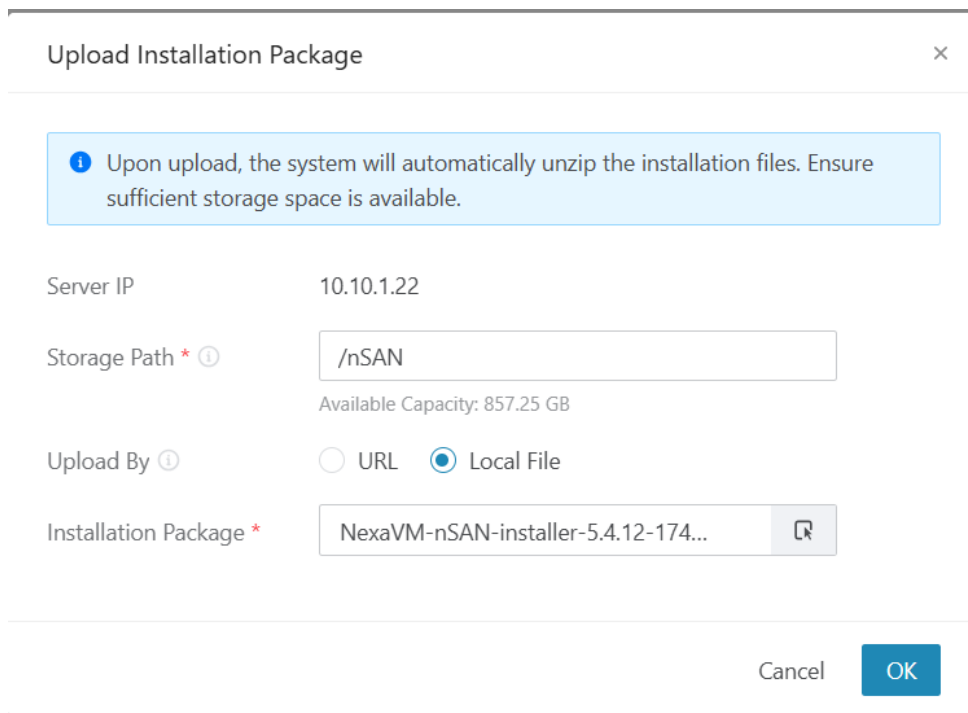 Upload Installation Package
Upon upload, the system will automatically unzip the installation files. Ensure
sufficient storage space is available.
Server IP 10.10.1.22
Storage Path * /nSAN
Available Capacity: 857.25 GB
Upload By URL Local File
Installation Package * NexaVM-nSAN-installer-5.4.12-174...
Cancel OK